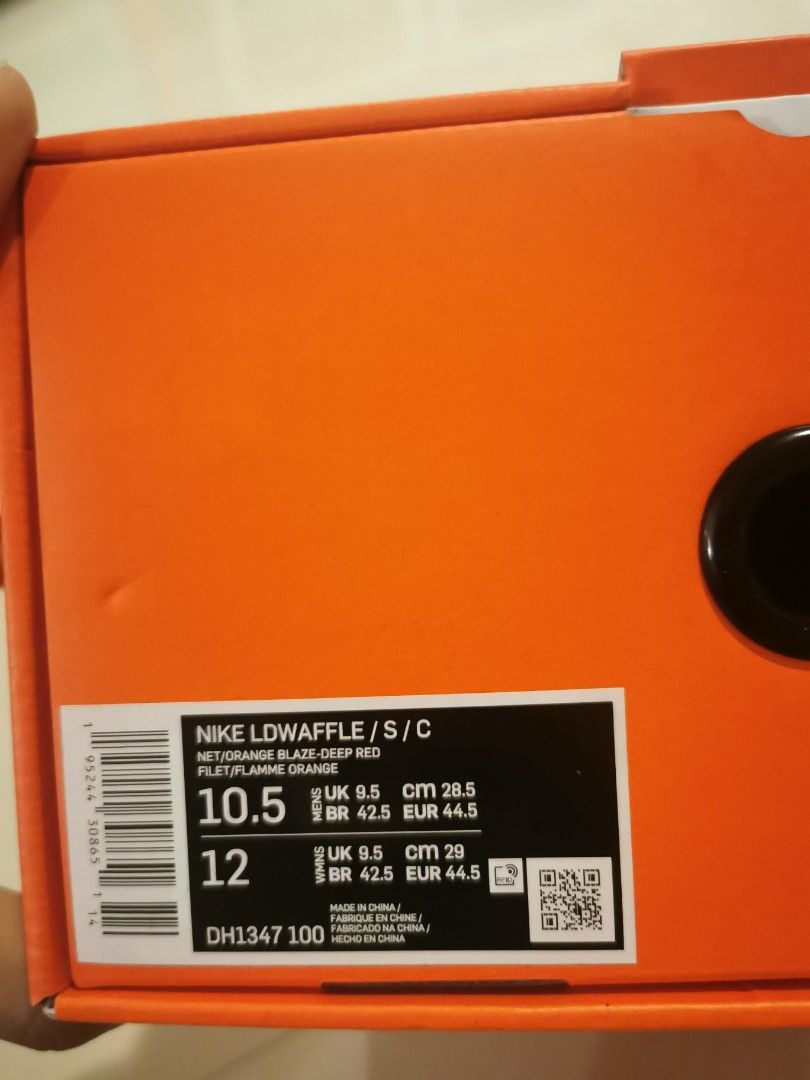 NIKE LDWAFFLE / S / C
NET/ORANGE BLAZE-DEEP RED
FILET/FLAMME ORANGE
10.5 MENS UK 9.5 cm 28.5
BR 42.5 EUR 44.5
12 WMNS UK 9.5 cm 29
BR 42.5 EUR 44.5
RFID
DH1347 100
MADE IN CHINA /
FABRIQUE EN CHINE /
FABRICADO NA CHINA /
HECHO EN CHINA
1 95244 30865 1 14